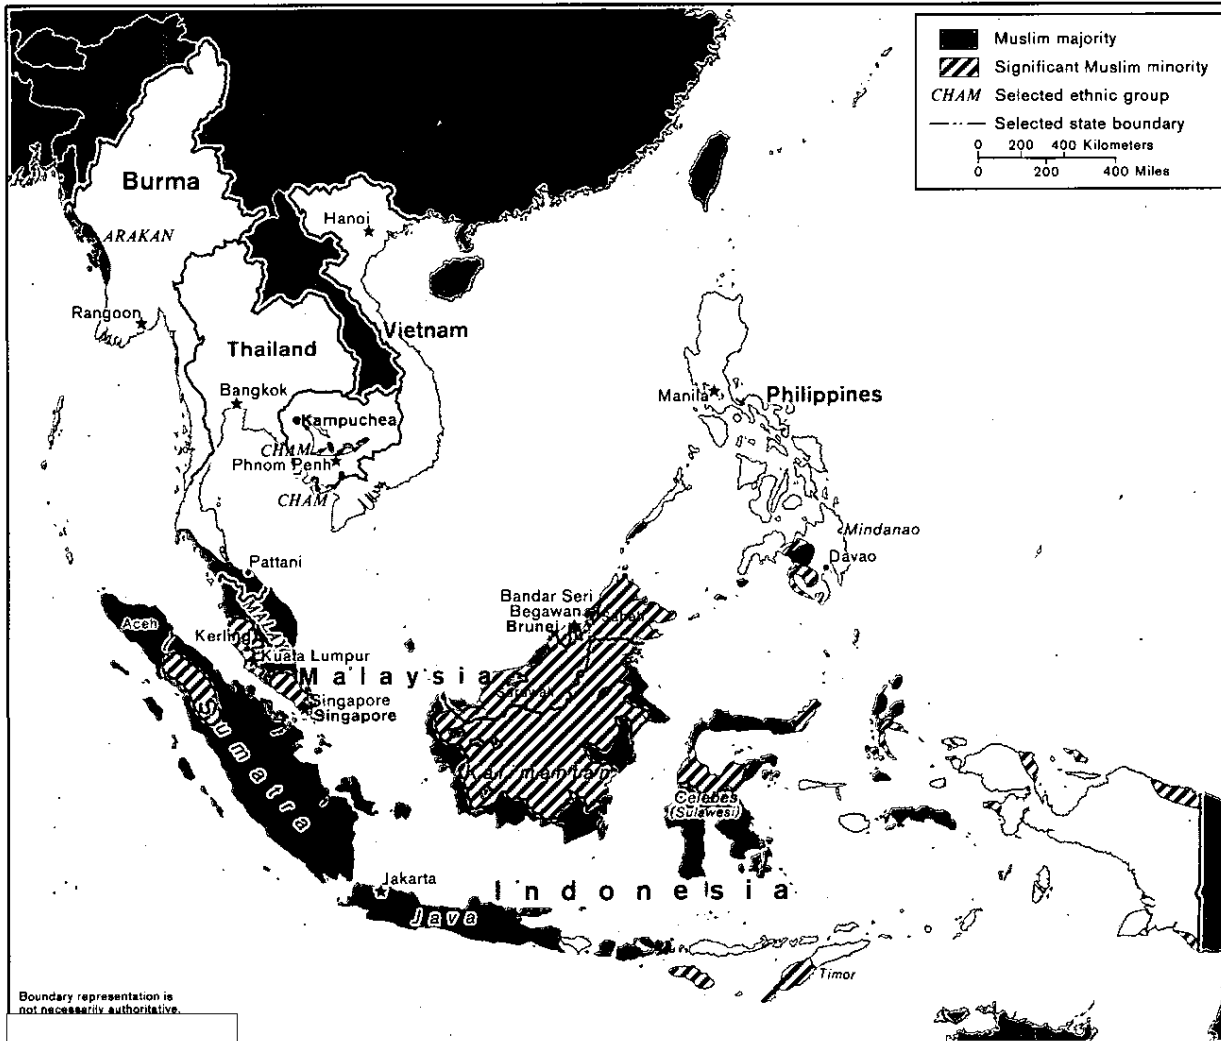 Muslim majority
Significant Muslim minority
CHAM Selected ethnic group
Selected state boundary
0 200 400 Kilometers
0 200 400 Miles
Burma
Hanoi
ARAKAN
Rangoon
Vietnam
Thailand
Bangkok
Manila
Philippines
Kampuchea
CHAM
Phnom Penh
CHAM
Mindanao
Davao
Pattani
Bandar Seri
Begawan
Brunei
Sabah
MALAY
Aceh
Kerling
Kuala Lumpur
Malaysia
Sarawak
Singapore
Singapore
Sumatra
Kalimantan
Celebes
(Sulawesi)
Jakarta
Indonesia
Java
Timor
Boundary representation is
not necessarily authoritative.